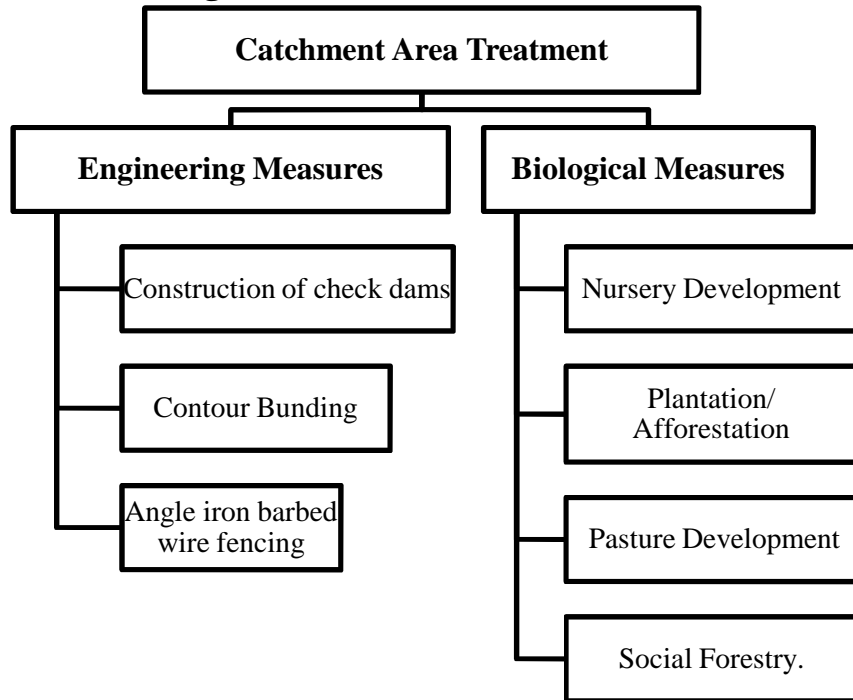 Catchment Area Treatment
Engineering Measures
Construction of check dams
Contour Bunding
Angle iron barbed
wire fencing
Biological Measures
Nursery Development
Plantation/
Afforestation
Pasture Development
Social Forestry.